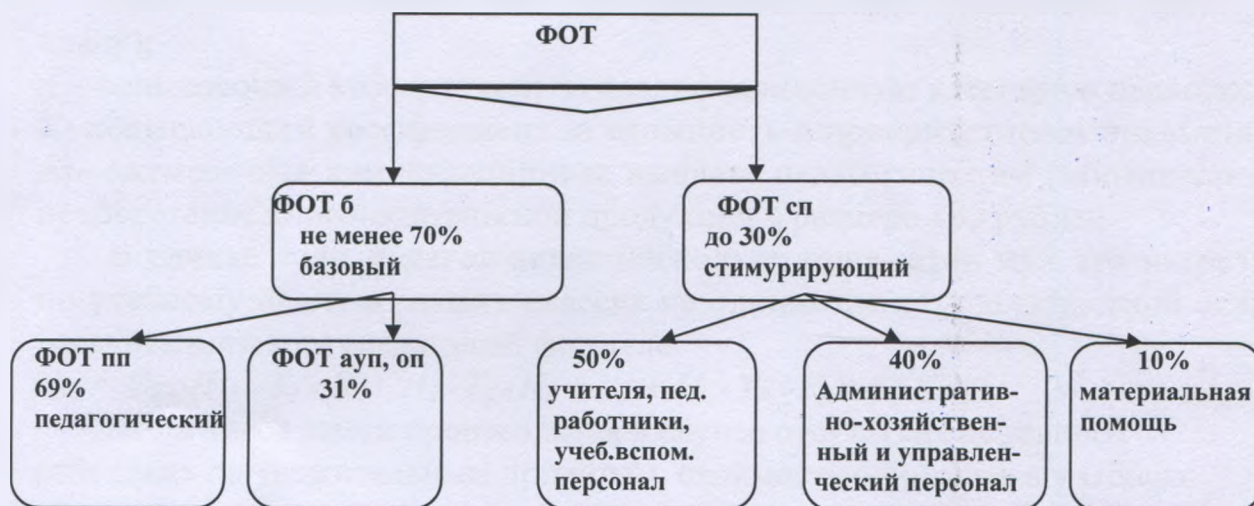 ФОТ
ФОТ б
не менее 70%
базовый
ФОТ сп
до 30%
стимурирующий
ФОТ пп
69%
педагогический
ФОТ ауп, оп
31%
50%
учителя, пед.
работники,
учеб.вспом.
персонал
40%
Административ-
но-хозяйствен-
ный и управлен-
ческий персонал
10%
материальная
помощь